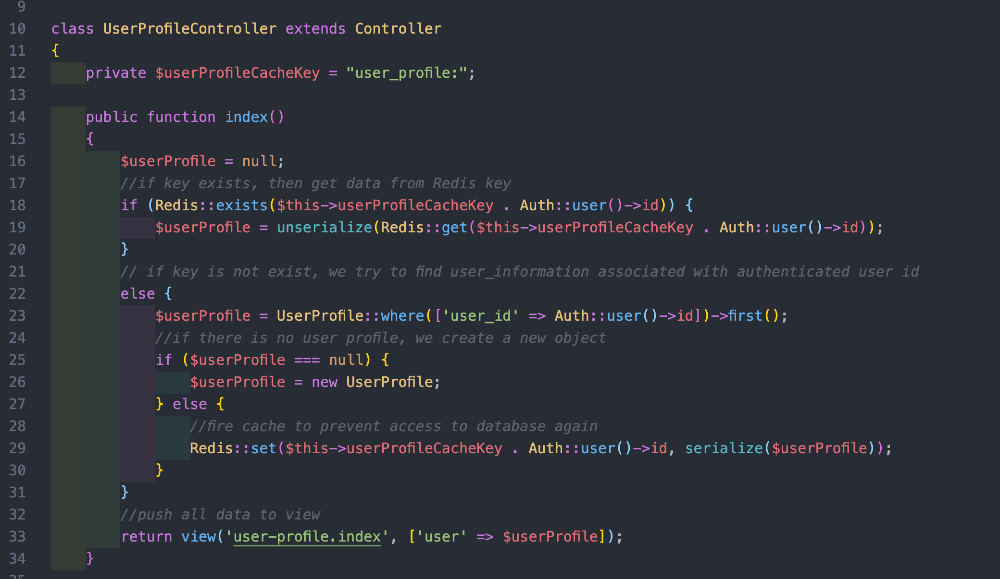 9
10 class UserProfileController extends Controller
11 {
12     private $userProfileCacheKey = "user_profile:";
13
14     public function index()
15     {
16         $userProfile = null;
17         //if key exists, then get data from Redis key
18         if (Redis::exists($this->userProfileCacheKey . Auth::user()->id)) {
19             $userProfile = unserialize(Redis::get($this->userProfileCacheKey . Auth::user()->id));
20         }
21         // if key is not exist, we try to find user_information associated with authenticated user id
22         else {
23             $userProfile = UserProfile::where(['user_id' => Auth::user()->id])->first();
24             //if there is no user profile, we create a new object
25             if ($userProfile === null) {
26                 $userProfile = new UserProfile;
27             } else {
28                 //fire cache to prevent access to database again
29                 Redis::set($this->userProfileCacheKey . Auth::user()->id, serialize($userProfile));
30             }
31         }
32         //push all data to view
33         return view('user-profile.index', ['user' => $userProfile]);
34     }